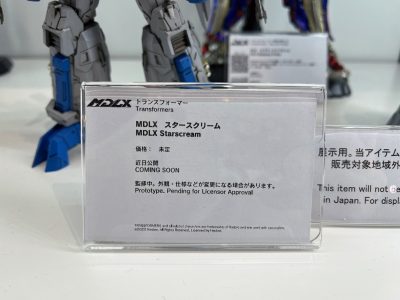 MDLX トランスフォーマー
Transformers
MDLX スタースクリーム
MDLX Starscream
価格： 未定
近日公開
COMING SOON
監修中。外観・仕様などが変更になる場合があります。
Prototype, Pending for Licensor Approval
展示用。当アイテム
販売対象地域外
This item will not be
in Japan. For display